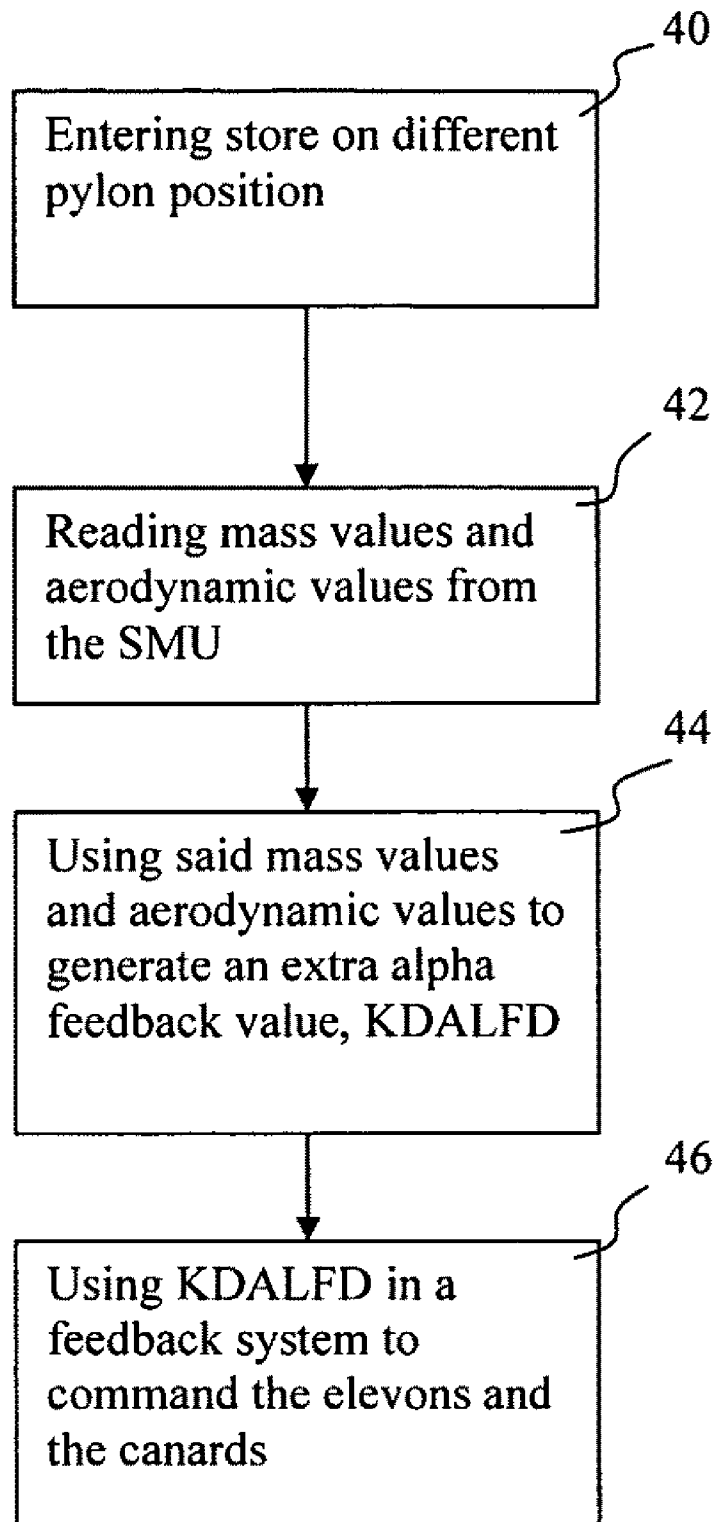 40
Entering store on different
pylon position
42
Reading mass values and
aerodynamic values from
the SMU
44
Using said mass values
and aerodynamic values to
generate an extra alpha
feedback value, KDALFD
46
Using KDALFD in a
feedback system to
command the elevons and
the canards